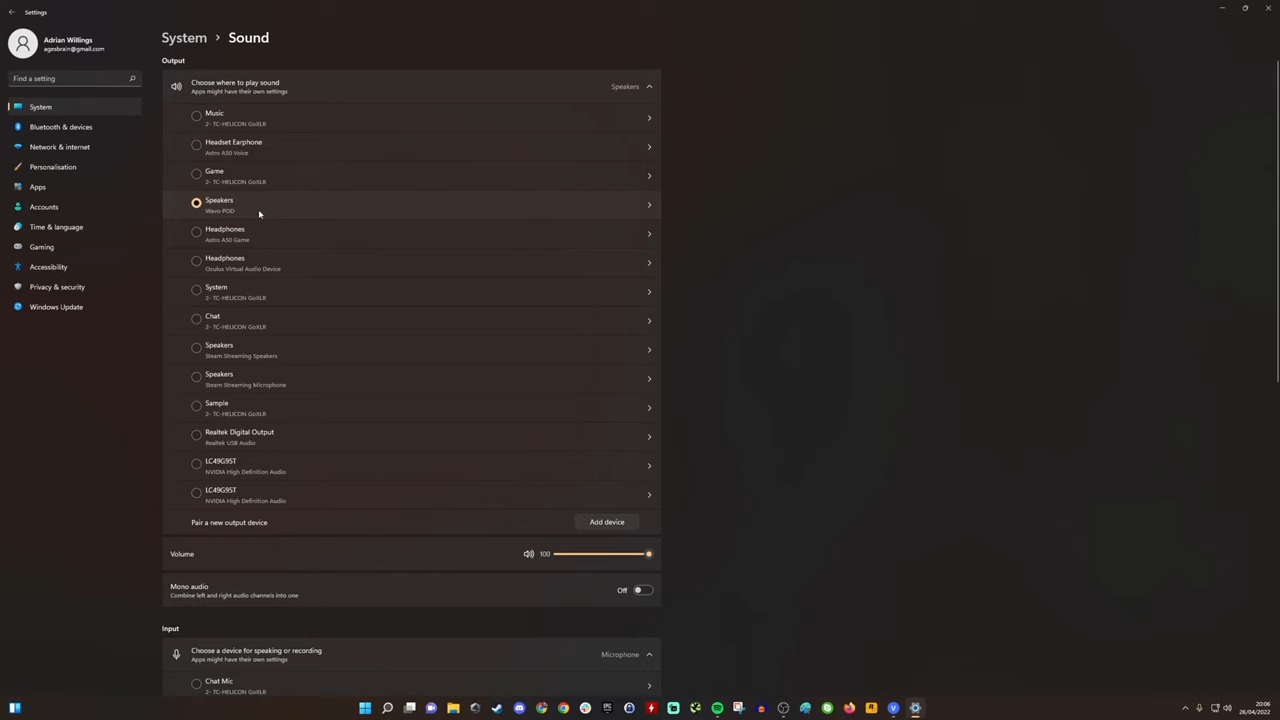 Settings
Adrian Willings
agesbrain@gmail.com
Find a setting
System
Bluetooth & devices
Network & internet
Personalisation
Apps
Accounts
Time & language
Gaming
Accessibility
Privacy & security
Windows Update
System > Sound
Output
Choose where to play sound
Apps might have their own settings
Speakers
Music
2- TC-HELICON GoXLR
Headset Earphone
Astro A50 Voice
Game
2- TC-HELICON GoXLR
Speakers
Wavo POD
Headphones
Astro A50 Game
Headphones
Oculus Virtual Audio Device
System
2- TC-HELICON GoXLR
Chat
2- TC-HELICON GoXLR
Speakers
Steam Streaming Speakers
Speakers
Steam Streaming Microphone
Sample
2- TC-HELICON GoXLR
Realtek Digital Output
Realtek USB Audio
LC49G95T
NVIDIA High Definition Audio
LC49G95T
NVIDIA High Definition Audio
Pair a new output device
Add device
Volume
100
Mono audio
Combine left and right audio channels into one
Off
Input
Choose a device for speaking or recording
Apps might have their own settings
Microphone
Chat Mic
2- TC-HELICON GoXLR
20:06
26/04/2022